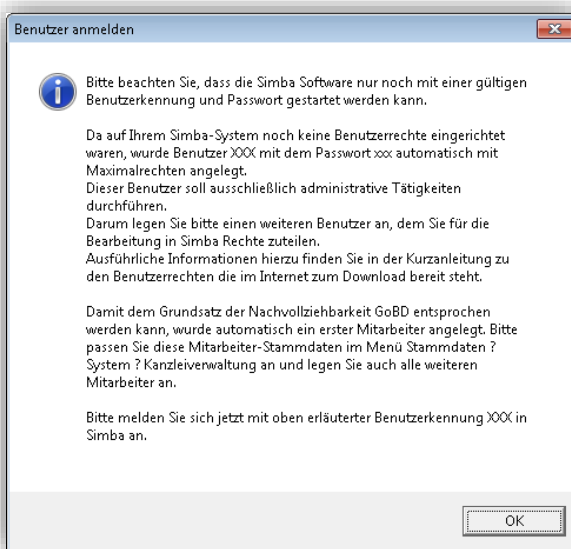 Benutzer anmelden
Bitte beachten Sie, dass die Simba Software nur noch mit einer gültigen
Benutzerkennung und Passwort gestartet werden kann.
Da auf Ihrem Simba-System noch keine Benutzerrechte eingerichtet
waren, wurde Benutzer XXX mit dem Passwort xxx automatisch mit
Maximalrechten angelegt.
Dieser Benutzer soll ausschließlich administrative Tätigkeiten
durchführen.
Darum legen Sie bitte einen weiteren Benutzer an, dem Sie für die
Bearbeitung in Simba Rechte zuteilen.
Ausführliche Informationen hierzu finden Sie in der Kurzanleitung zu
den Benutzerrechten die im Internet zum Download bereit steht.
Damit dem Grundsatz der Nachvollziehbarkeit GoBD entsprochen
werden kann, wurde automatisch ein erster Mitarbeiter angelegt. Bitte
passen Sie diese Mitarbeiter-Stammdaten im Menü Stammdaten ?
System ? Kanzleiverwaltung an und legen Sie auch alle weiteren
Mitarbeiter an.
Bitte melden Sie sich jetzt mit oben erläuterter Benutzerkennung XXX in
Simba an.
OK